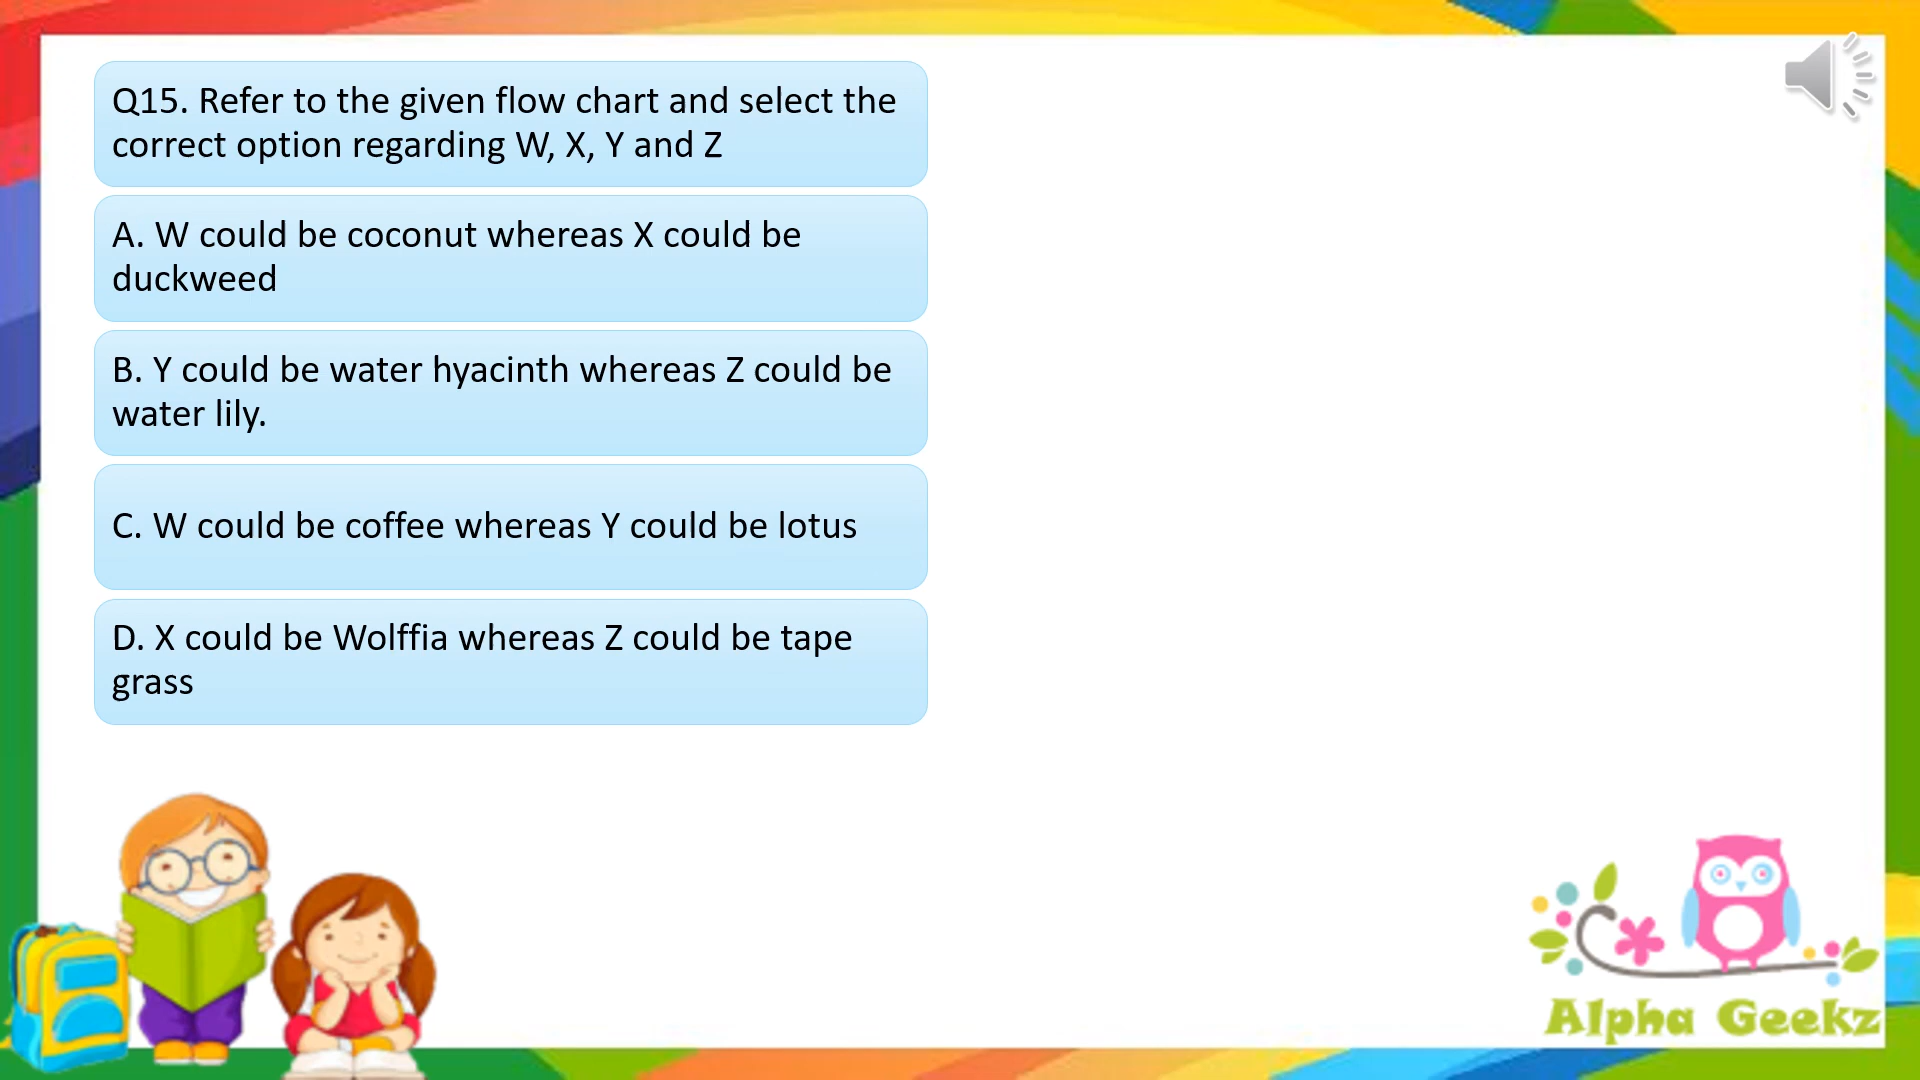 Q15. Refer to the given flow chart and select the
correct option regarding W, X, Y and Z
A. W could be coconut whereas X could be
duckweed
B. Y could be water hyacinth whereas Z could be
water lily.
C. W could be coffee whereas Y could be lotus
D. X could be Wolffia whereas Z could be tape
grass
Alpha Geekz